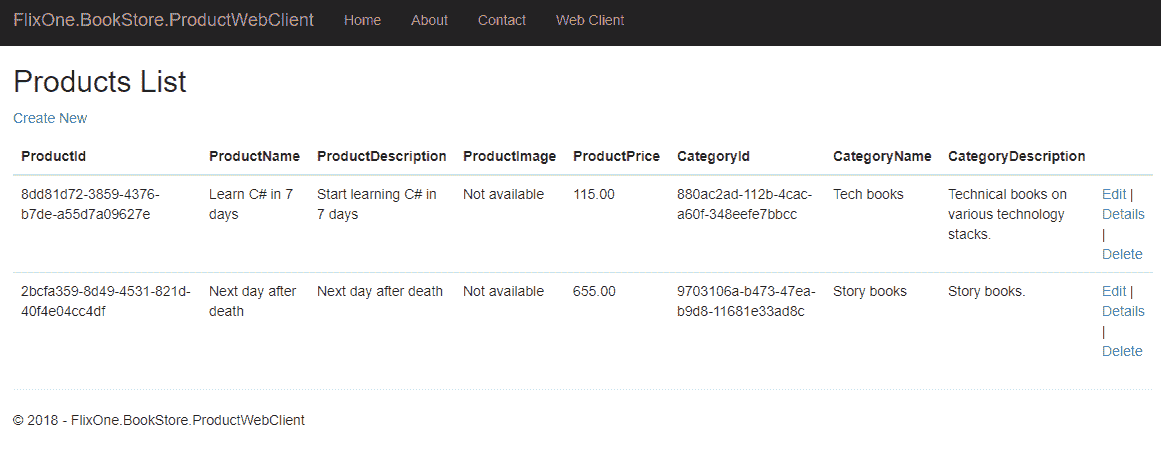 FlixOne.BookStore.ProductWebClient Home About Contact Web Client
Products List
Create New
ProductId ProductName ProductDescription ProductImage ProductPrice CategoryId CategoryName CategoryDescription
8dd81d72-3859-4376- Learn C# in 7 Start learning C# in Not available 115.00 880ac2ad-112b-4cac- Tech books Technical books on Edit |
b7de-a55d7a09627e days 7 days a60f-348eefe7bbcc various technology Details
stacks. |
Delete
2bcfa359-8d49-4531-821d- Next day after Next day after death Not available 655.00 9703106a-b473-47ea- Story books Story books. Edit |
40f4e04cc4df death b9d8-11681e33ad8c Details
|
Delete
© 2018 - FlixOne.BookStore.ProductWebClient